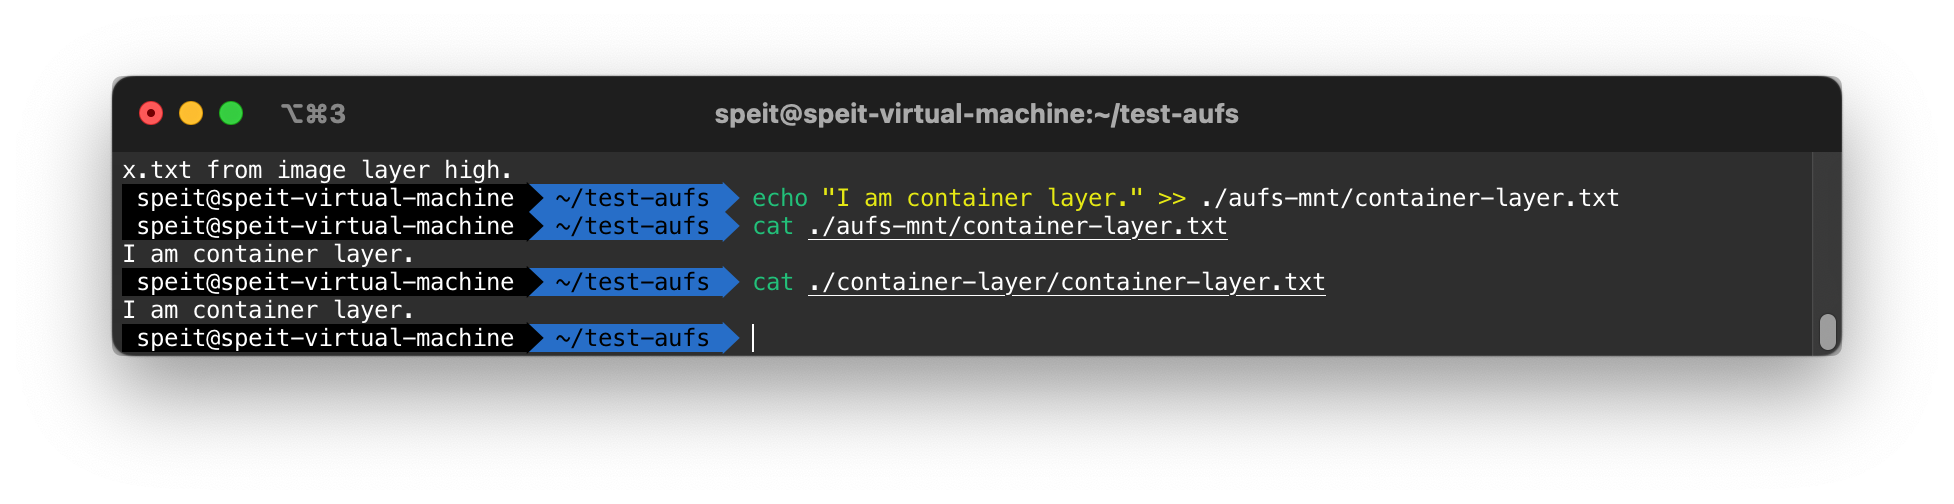 ⌥⌘3 speit@speit-virtual-machine:~/test-aufs
x.txt from image layer high.
speit@speit-virtual-machine ~/test-aufs echo "I am container layer." >> ./aufs-mnt/container-layer.txt
speit@speit-virtual-machine ~/test-aufs cat ./aufs-mnt/container-layer.txt
I am container layer.
speit@speit-virtual-machine ~/test-aufs cat ./container-layer/container-layer.txt
I am container layer.
speit@speit-virtual-machine ~/test-aufs